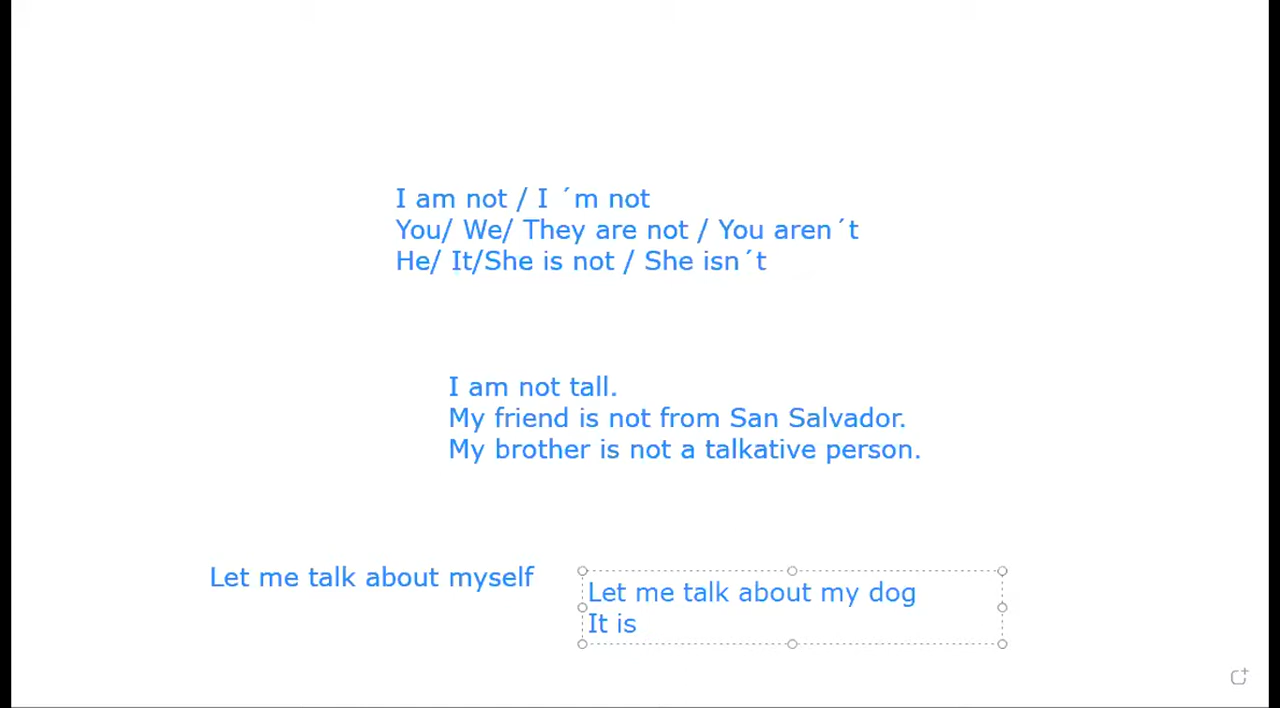 I am not / I ´m not
You/ We/ They are not / You aren´t
He/ It/She is not / She isn´t
I am not tall.
My friend is not from San Salvador.
My brother is not a talkative person.
Let me talk about myself
Let me talk about my dog
It is